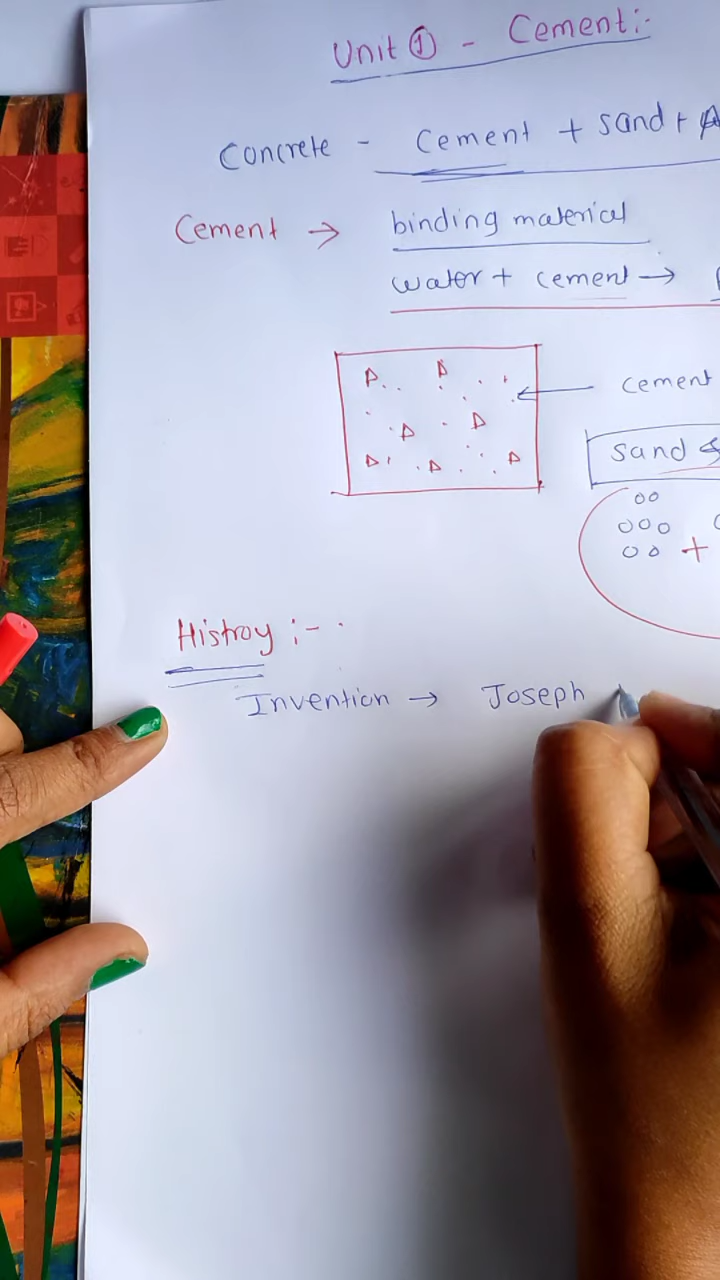 Unit ① - Cement:-
Concrete - Cement + sand + A
Cement → binding material
water + cement →
cement
sand &
Histroy :-
Invention → Joseph